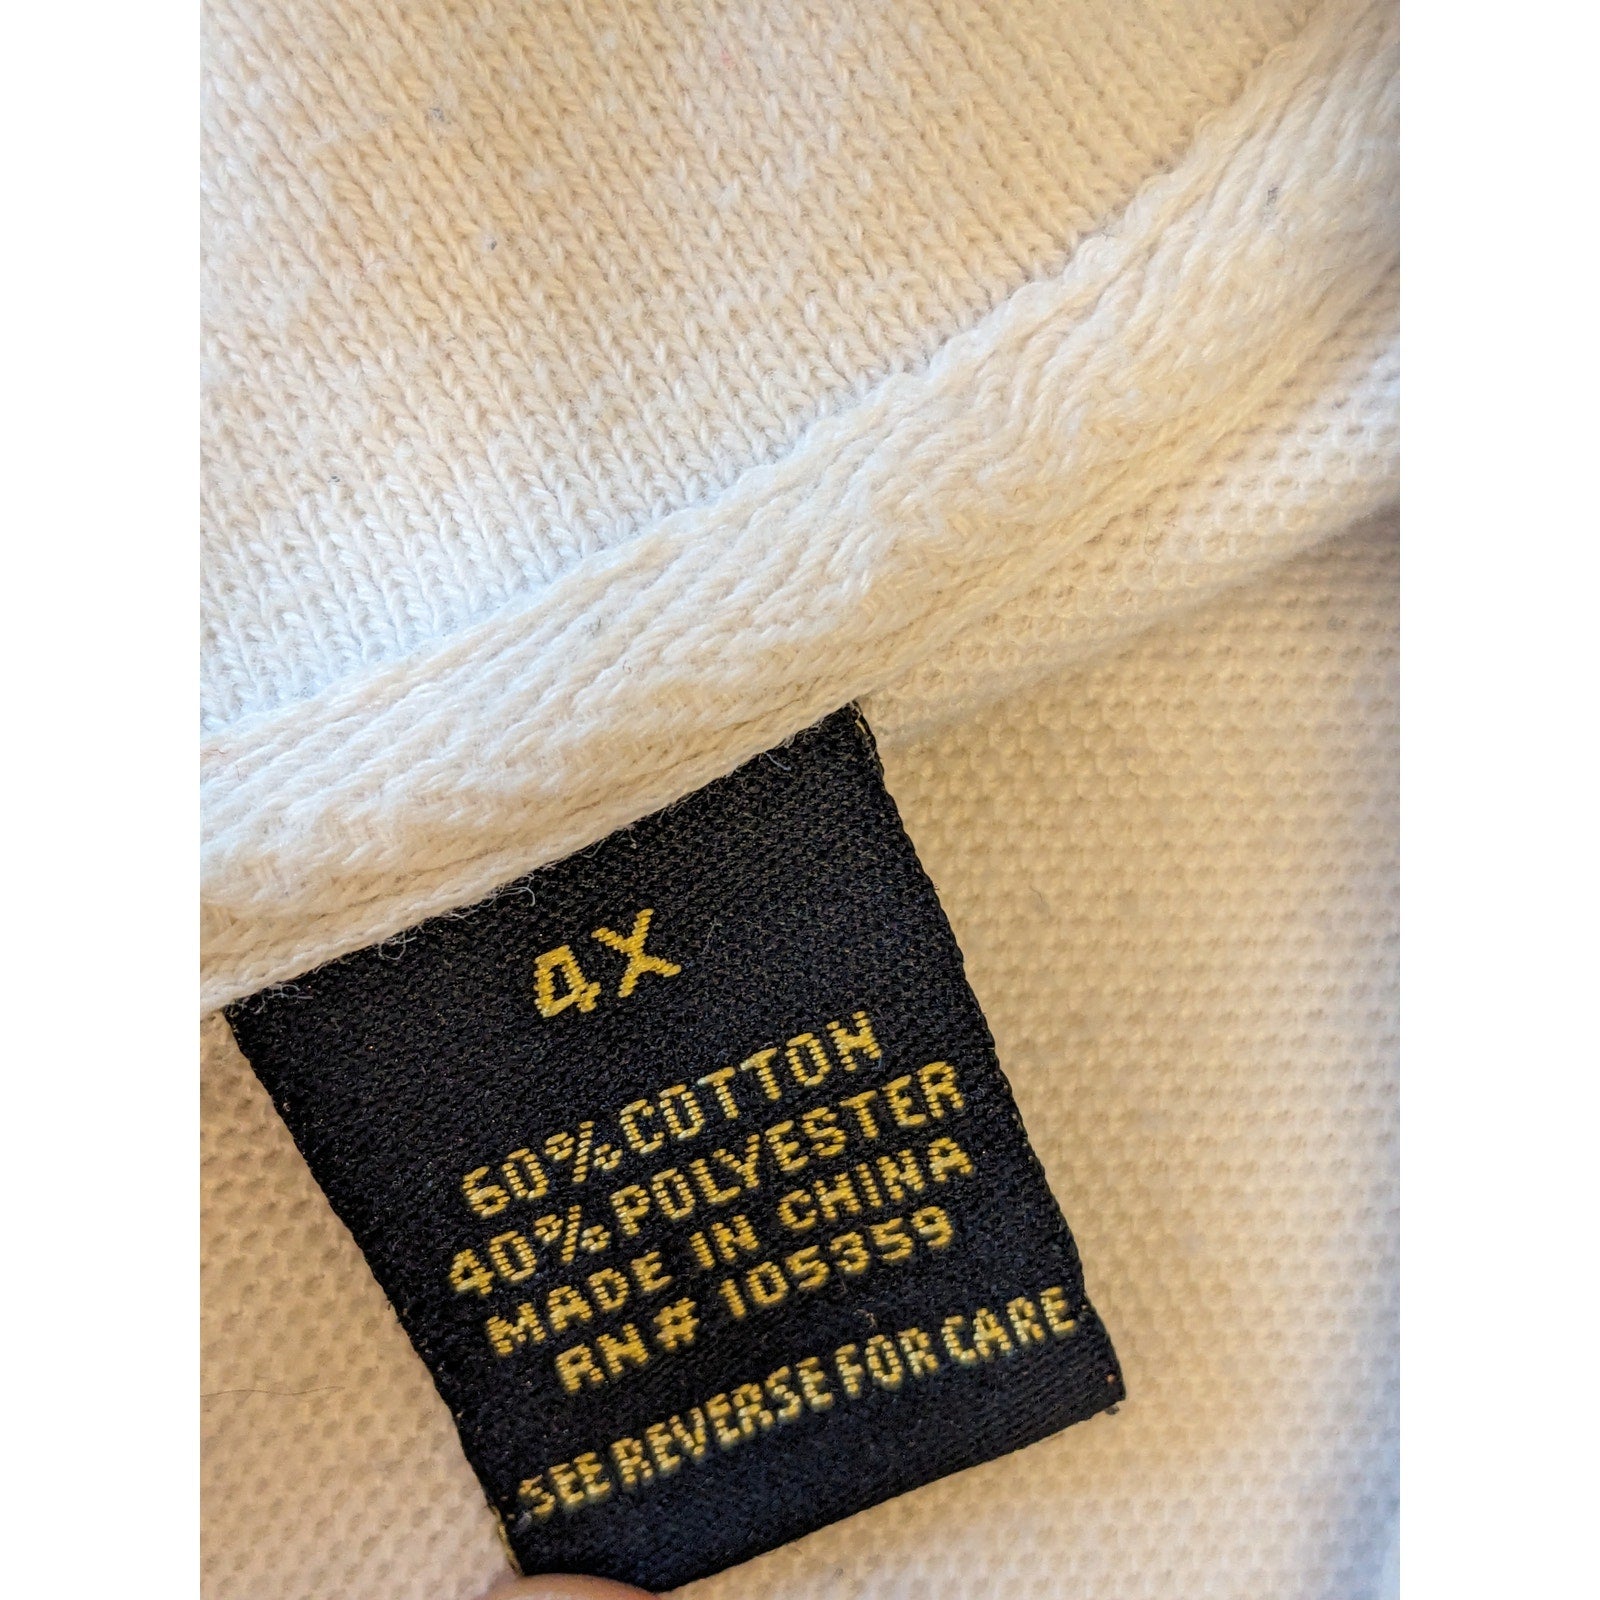 4X
60% COTTON
40% POLYESTER
MADE IN CHINA
RN# 105359
SEE REVERSE FOR CARE